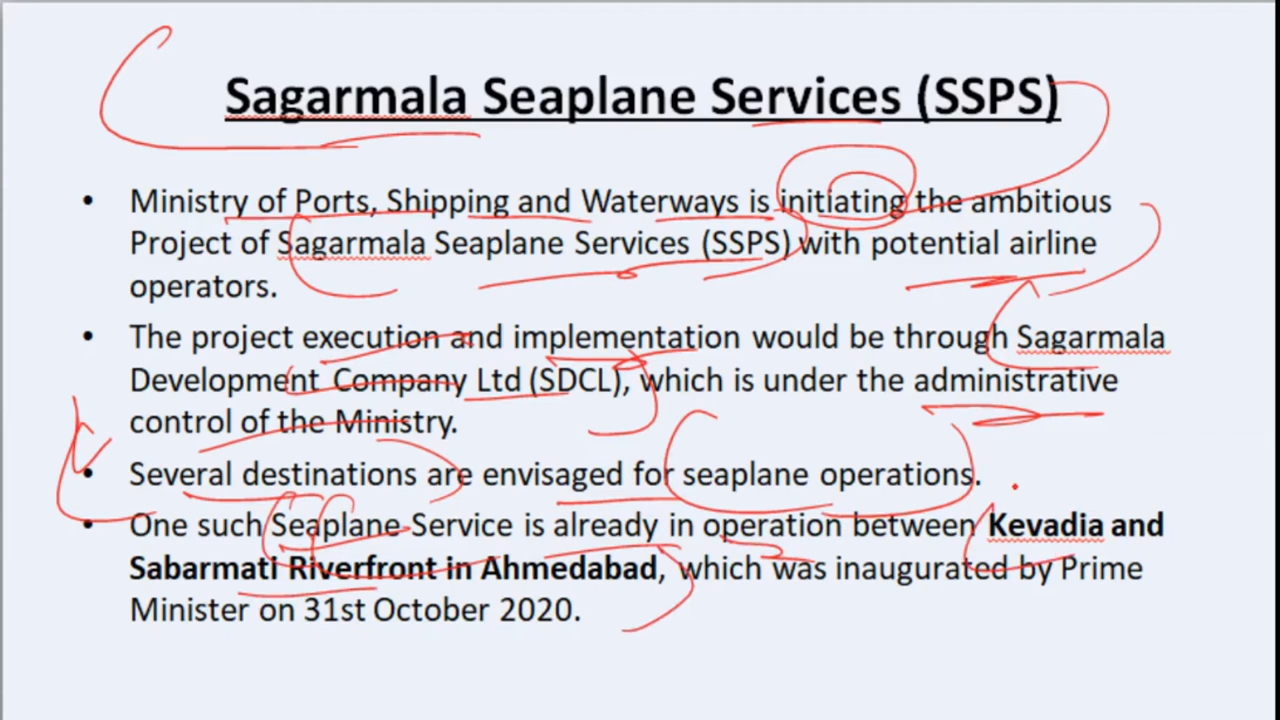 Sagarmala Seaplane Services (SSPS)
• Ministry of Ports, Shipping and Waterways is initiating the ambitious
Project of Sagarmala Seaplane Services (SSPS) with potential airline
operators.
• The project execution and implementation would be through Sagarmala
Development Company Ltd (SDCL), which is under the administrative
control of the Ministry.
• Several destinations are envisaged for seaplane operations.
• One such Seaplane Service is already in operation between Kevadia and
Sabarmati Riverfront in Ahmedabad, which was inaugurated by Prime
Minister on 31st October 2020.